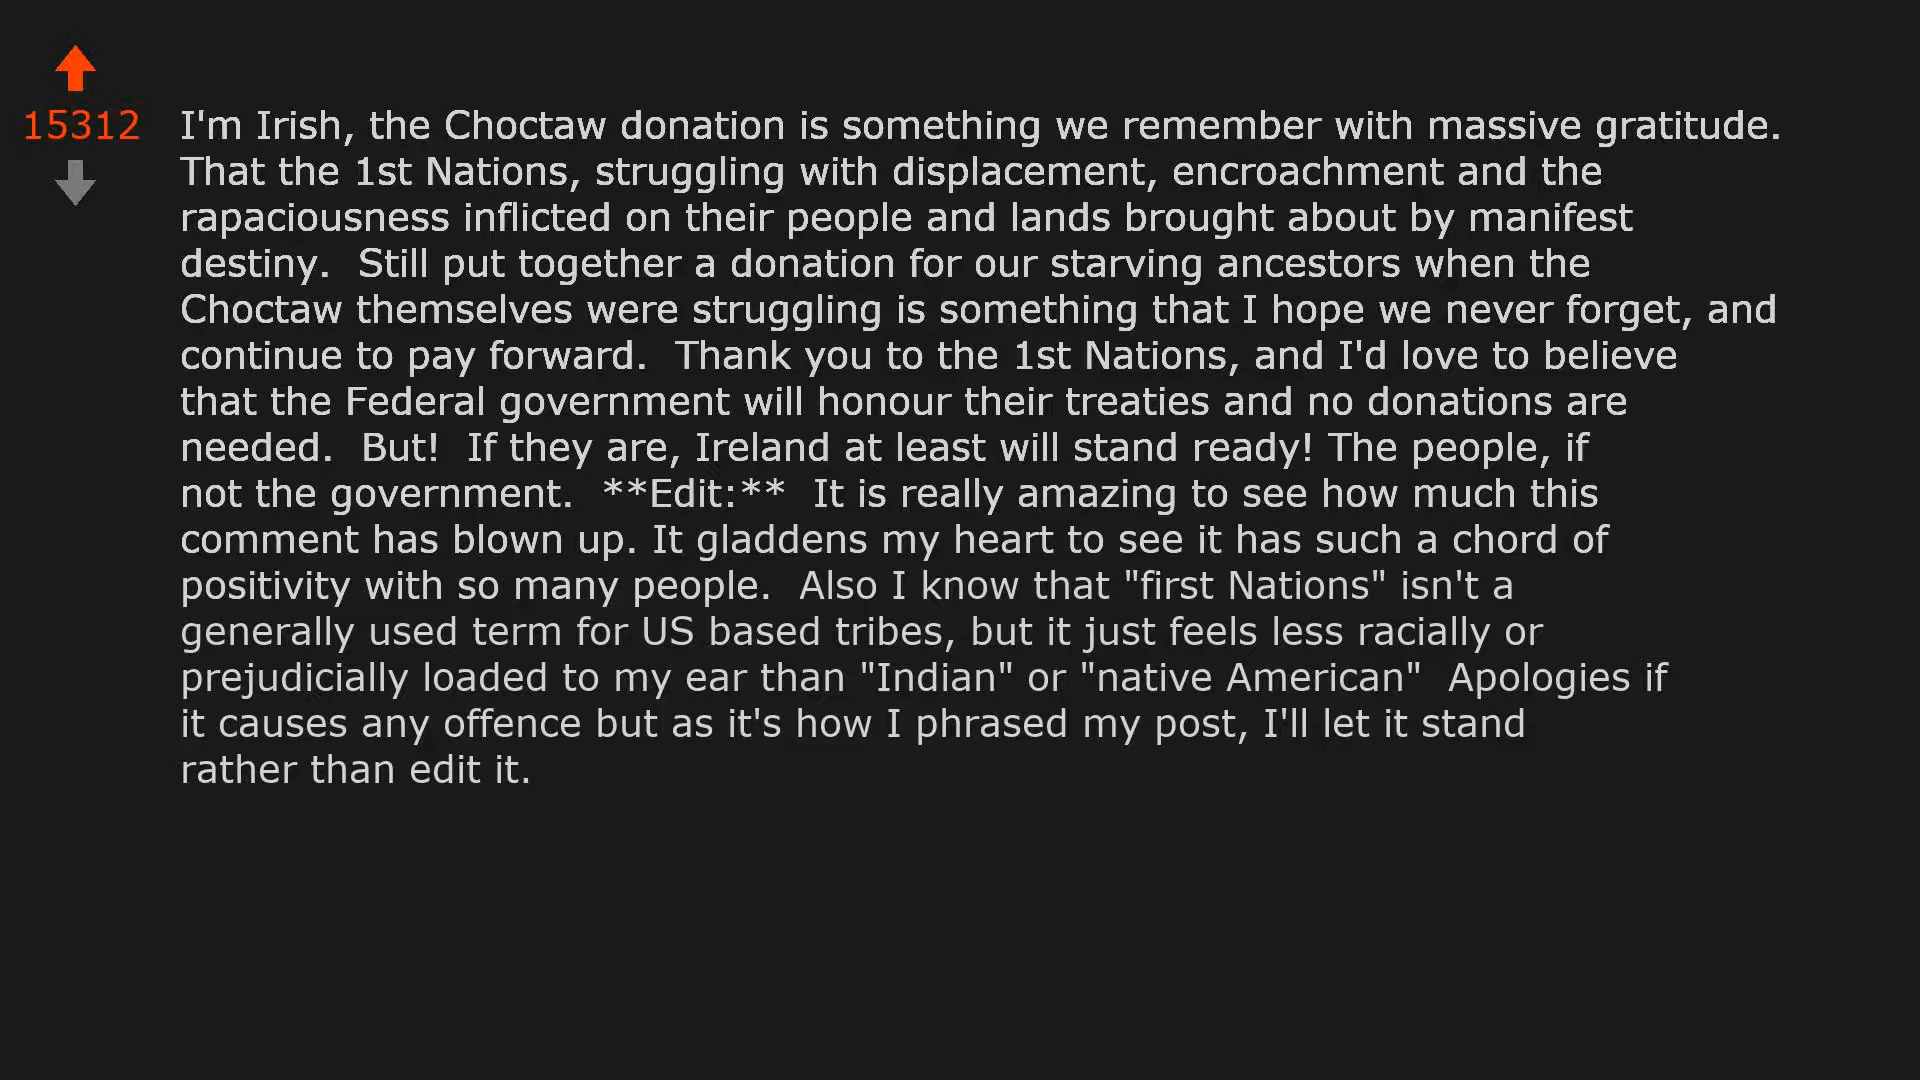 15312
I'm Irish, the Choctaw donation is something we remember with massive gratitude.
That the 1st Nations, struggling with displacement, encroachment and the
rapaciousness inflicted on their people and lands brought about by manifest
destiny.  Still put together a donation for our starving ancestors when the
Choctaw themselves were struggling is something that I hope we never forget, and
continue to pay forward.  Thank you to the 1st Nations, and I'd love to believe
that the Federal government will honour their treaties and no donations are
needed.  But!  If they are, Ireland at least will stand ready! The people, if
not the government.  **Edit:**  It is really amazing to see how much this
comment has blown up. It gladdens my heart to see it has such a chord of
positivity with so many people.  Also I know that "first Nations" isn't a
generally used term for US based tribes, but it just feels less racially or
prejudicially loaded to my ear than "Indian" or "native American"  Apologies if
it causes any offence but as it's how I phrased my post, I'll let it stand
rather than edit it.